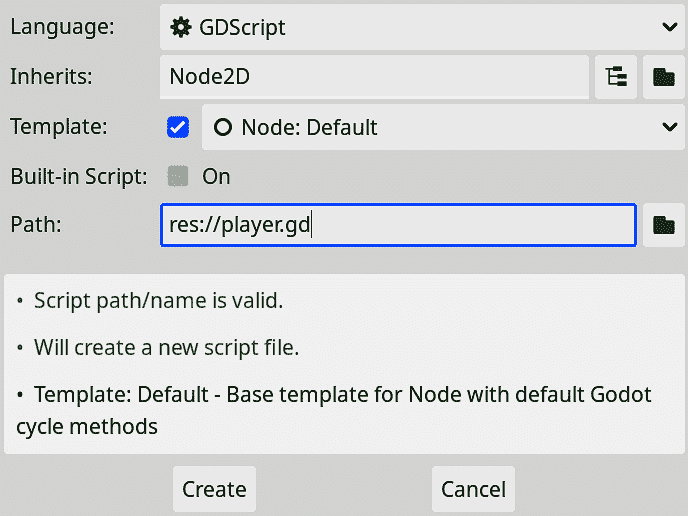 Language: GDScript
Inherits: Node2D
Template: Node: Default
Built-in Script: On
Path: res://player.gd
• Script path/name is valid.
• Will create a new script file.
• Template: Default - Base template for Node with default Godot
cycle methods
Create Cancel